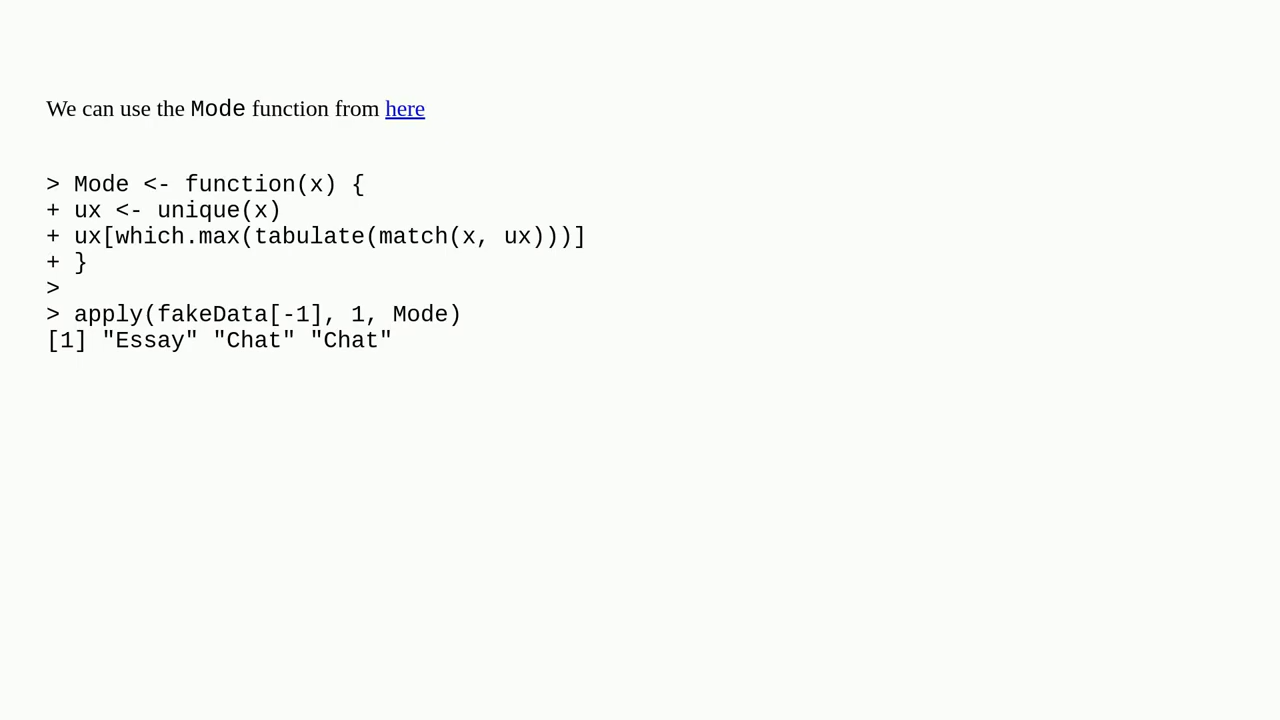 We can use the Mode function from here
> Mode <- function(x) {
+ ux <- unique(x)
+ ux[which.max(tabulate(match(x, ux)))]
+ }
>
> apply(fakeData[-1], 1, Mode)
[1] "Essay" "Chat" "Chat"